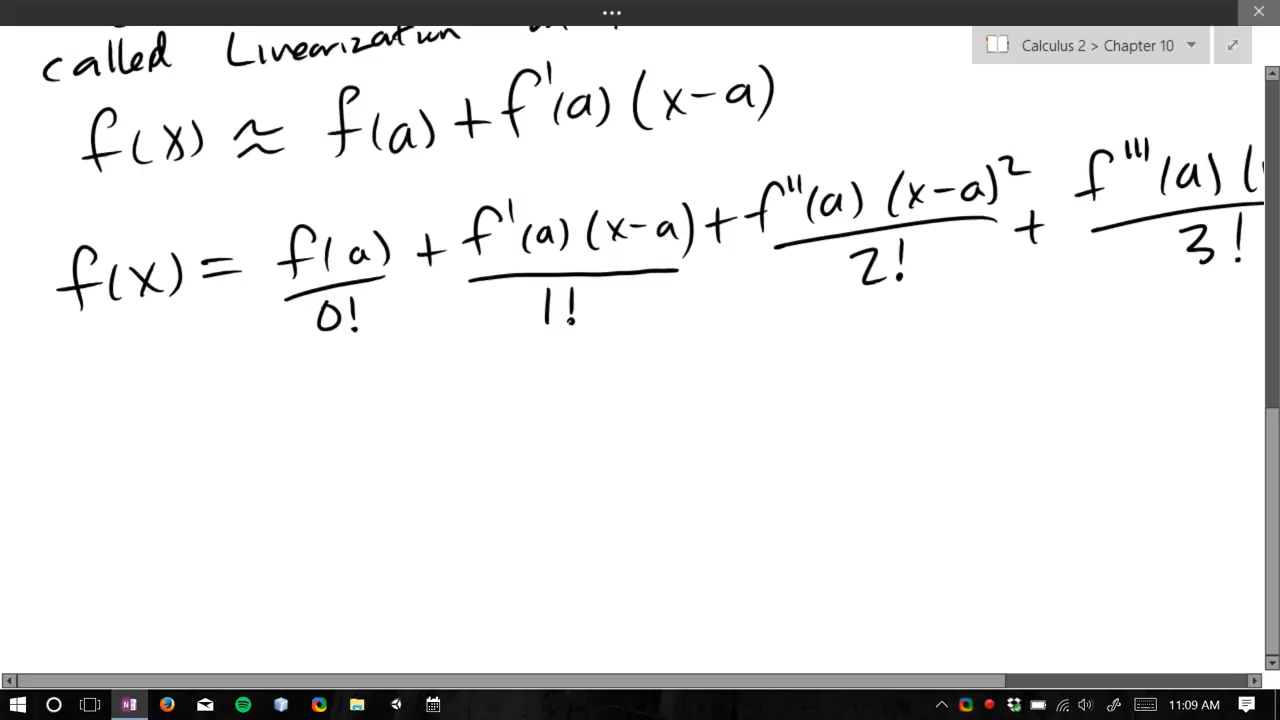 ...
Calculus 2 > Chapter 10
called Linearization
f(x) ≈ f(a) + f'(a) (x-a)
f(x) = f(a)/0! + f'(a)(x-a)/1! + f''(a)(x-a)²/2! + f'''(a)(/3!
11:09 AM